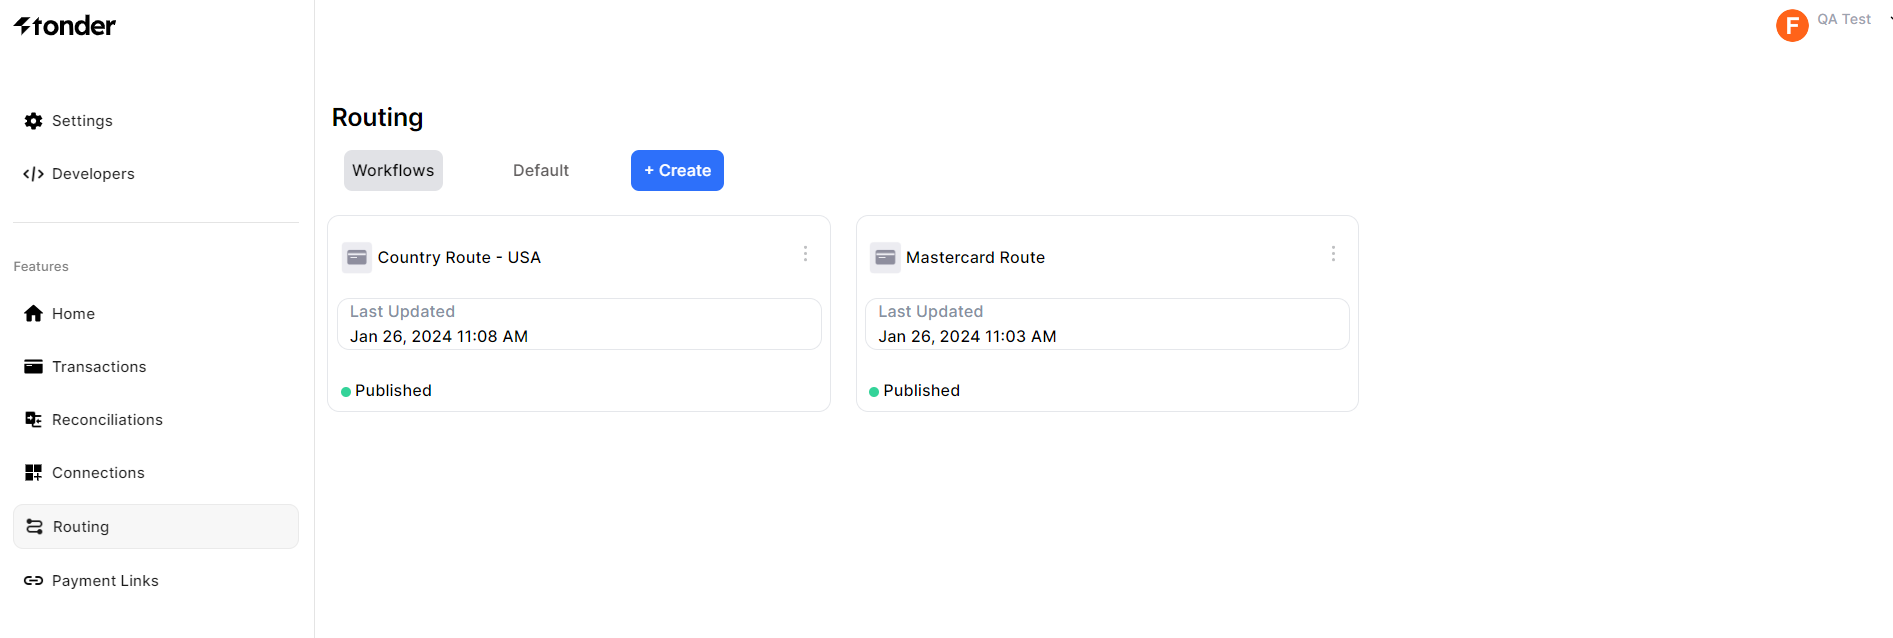 tonder
F
QA Test
Settings
Developers
Features
Home
Transactions
Reconciliations
Connections
Routing
Payment Links
Routing
Workflows
Default
+ Create
Country Route - USA
Last Updated
Jan 26, 2024 11:08 AM
Published
Mastercard Route
Last Updated
Jan 26, 2024 11:03 AM
Published